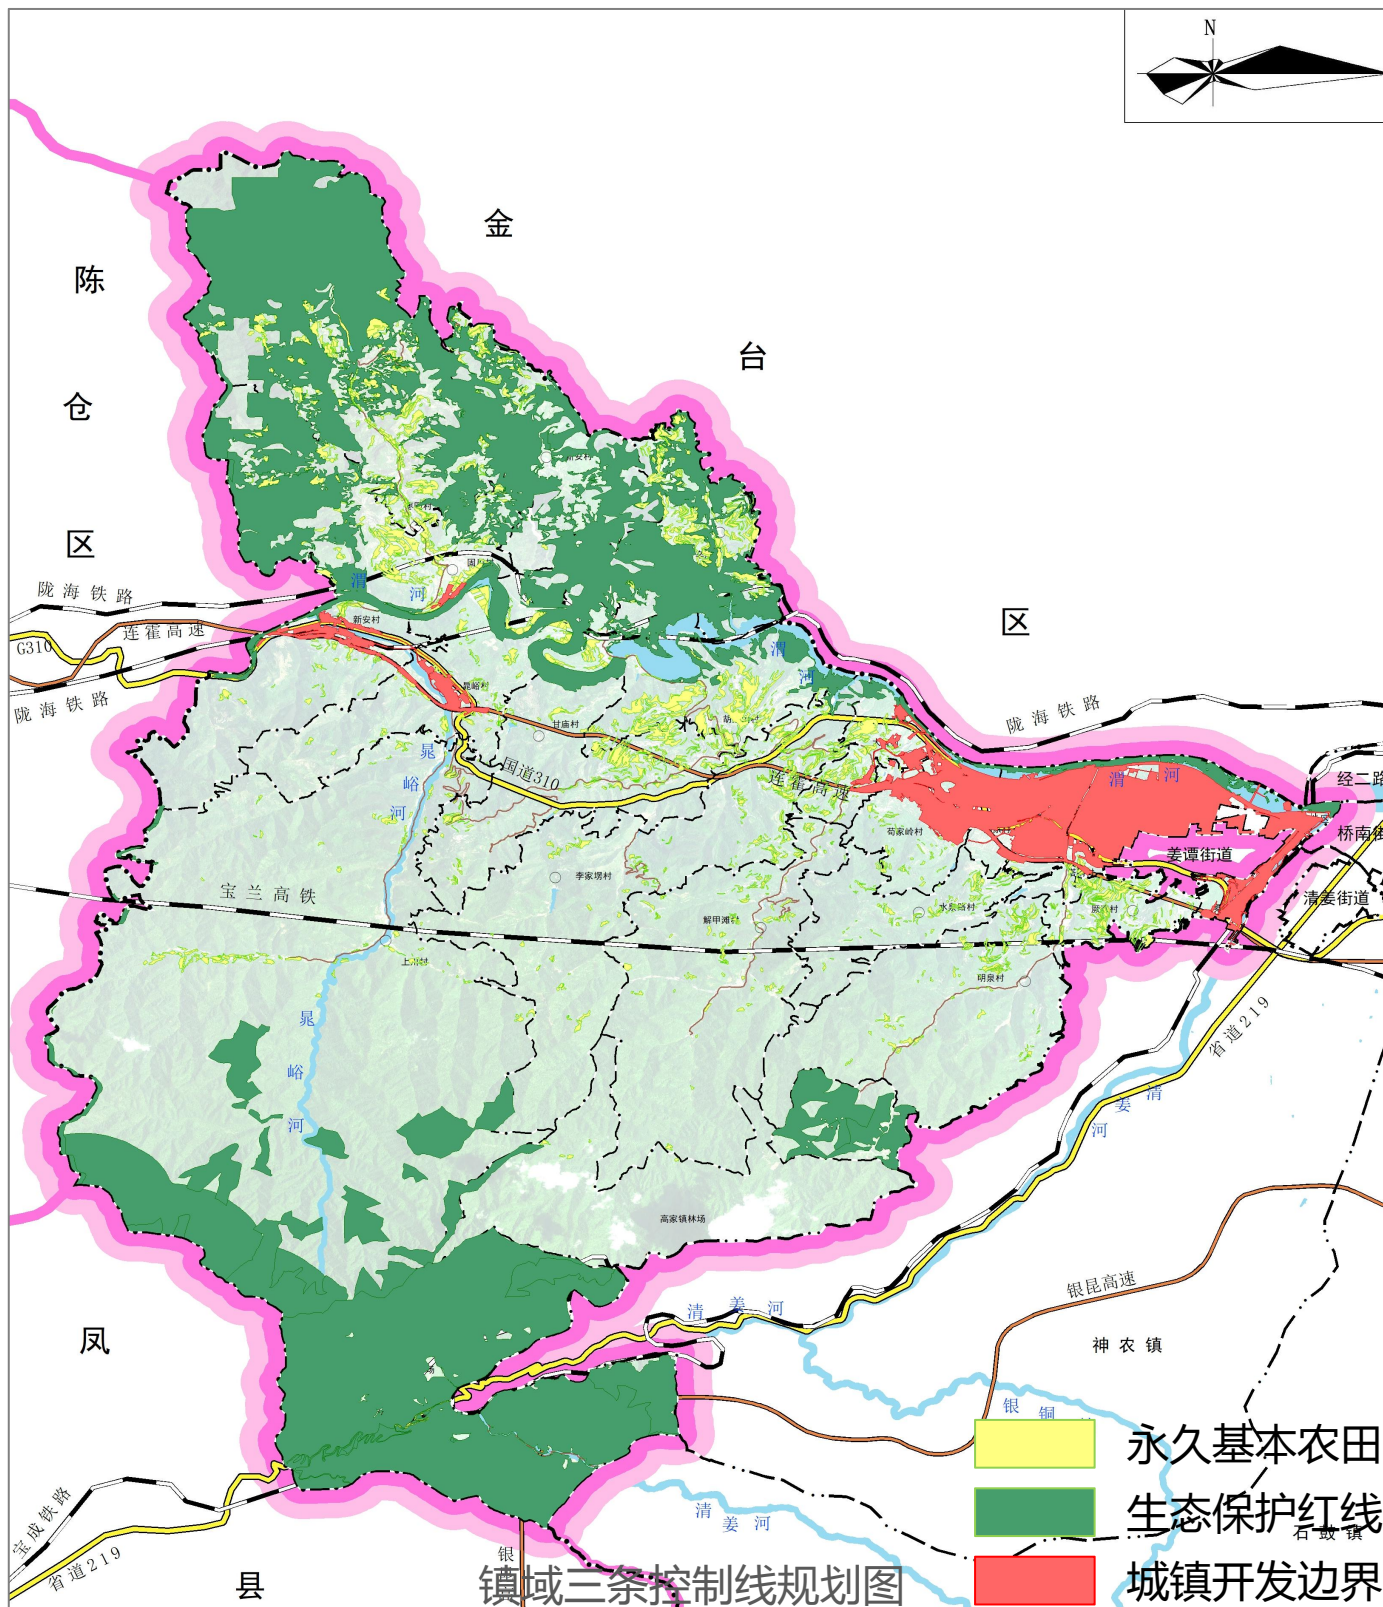 N
金
陈
台
仓
区
区
陇海铁路
连霍高速
G310
陇海铁路
渭
河
新安村
晁峪村
甘庙村
渭
河
陇海铁路
晁
峪
河
国道310
连霍高速
渭
河
经二路
桥南街
姜谭街道
清姜街道
苟家岭村
李家堎村
解甲滩村
水泉路村
明泉村
宝兰高铁
晁
峪
河
省道219
清
姜
河
高家镇林场
银昆高速
清
姜
河
神农镇
凤
银
铜
永久基本农田
生态保护红线
石鼓镇
城镇开发边界
清
姜
河
宝成铁路
省道219
县
镇域三条控制线规划图